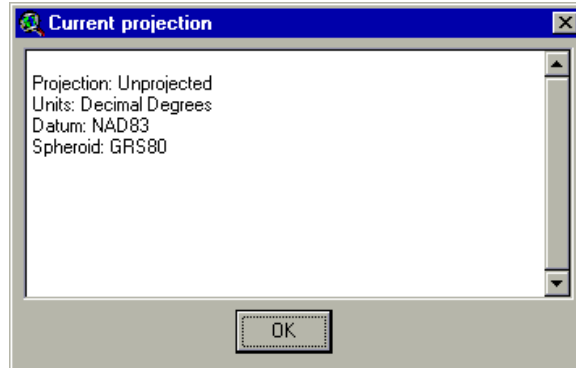 Current projection
Projection: Unprojected
Units: Decimal Degrees
Datum: NAD83
Spheroid: GRS80
OK